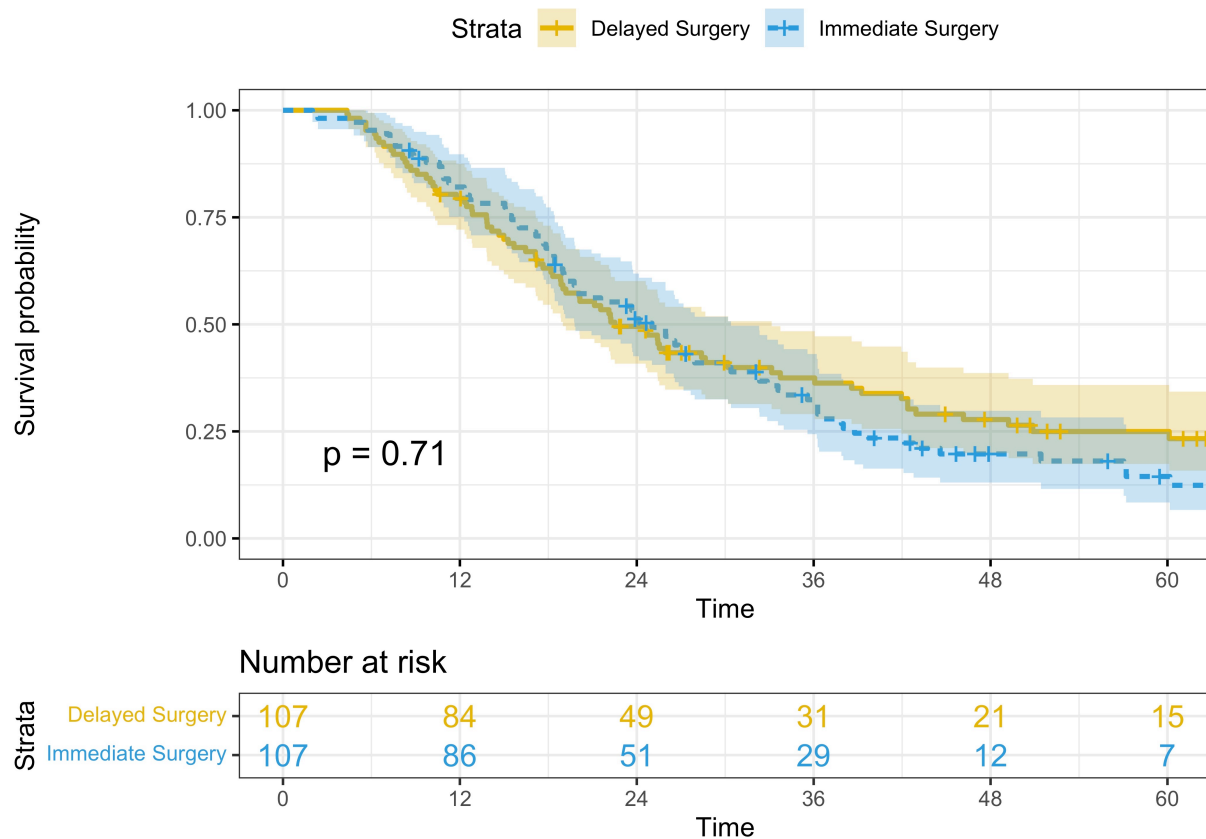 Strata Delayed Surgery Immediate Surgery
Survival probability
1.00
0.75
0.50
0.25
0.00
p = 0.71
0 12 24 36 48 60
Time
Number at risk
Strata
Delayed Surgery 107 84 49 31 21 15
Immediate Surgery 107 86 51 29 12 7
0 12 24 36 48 60
Time